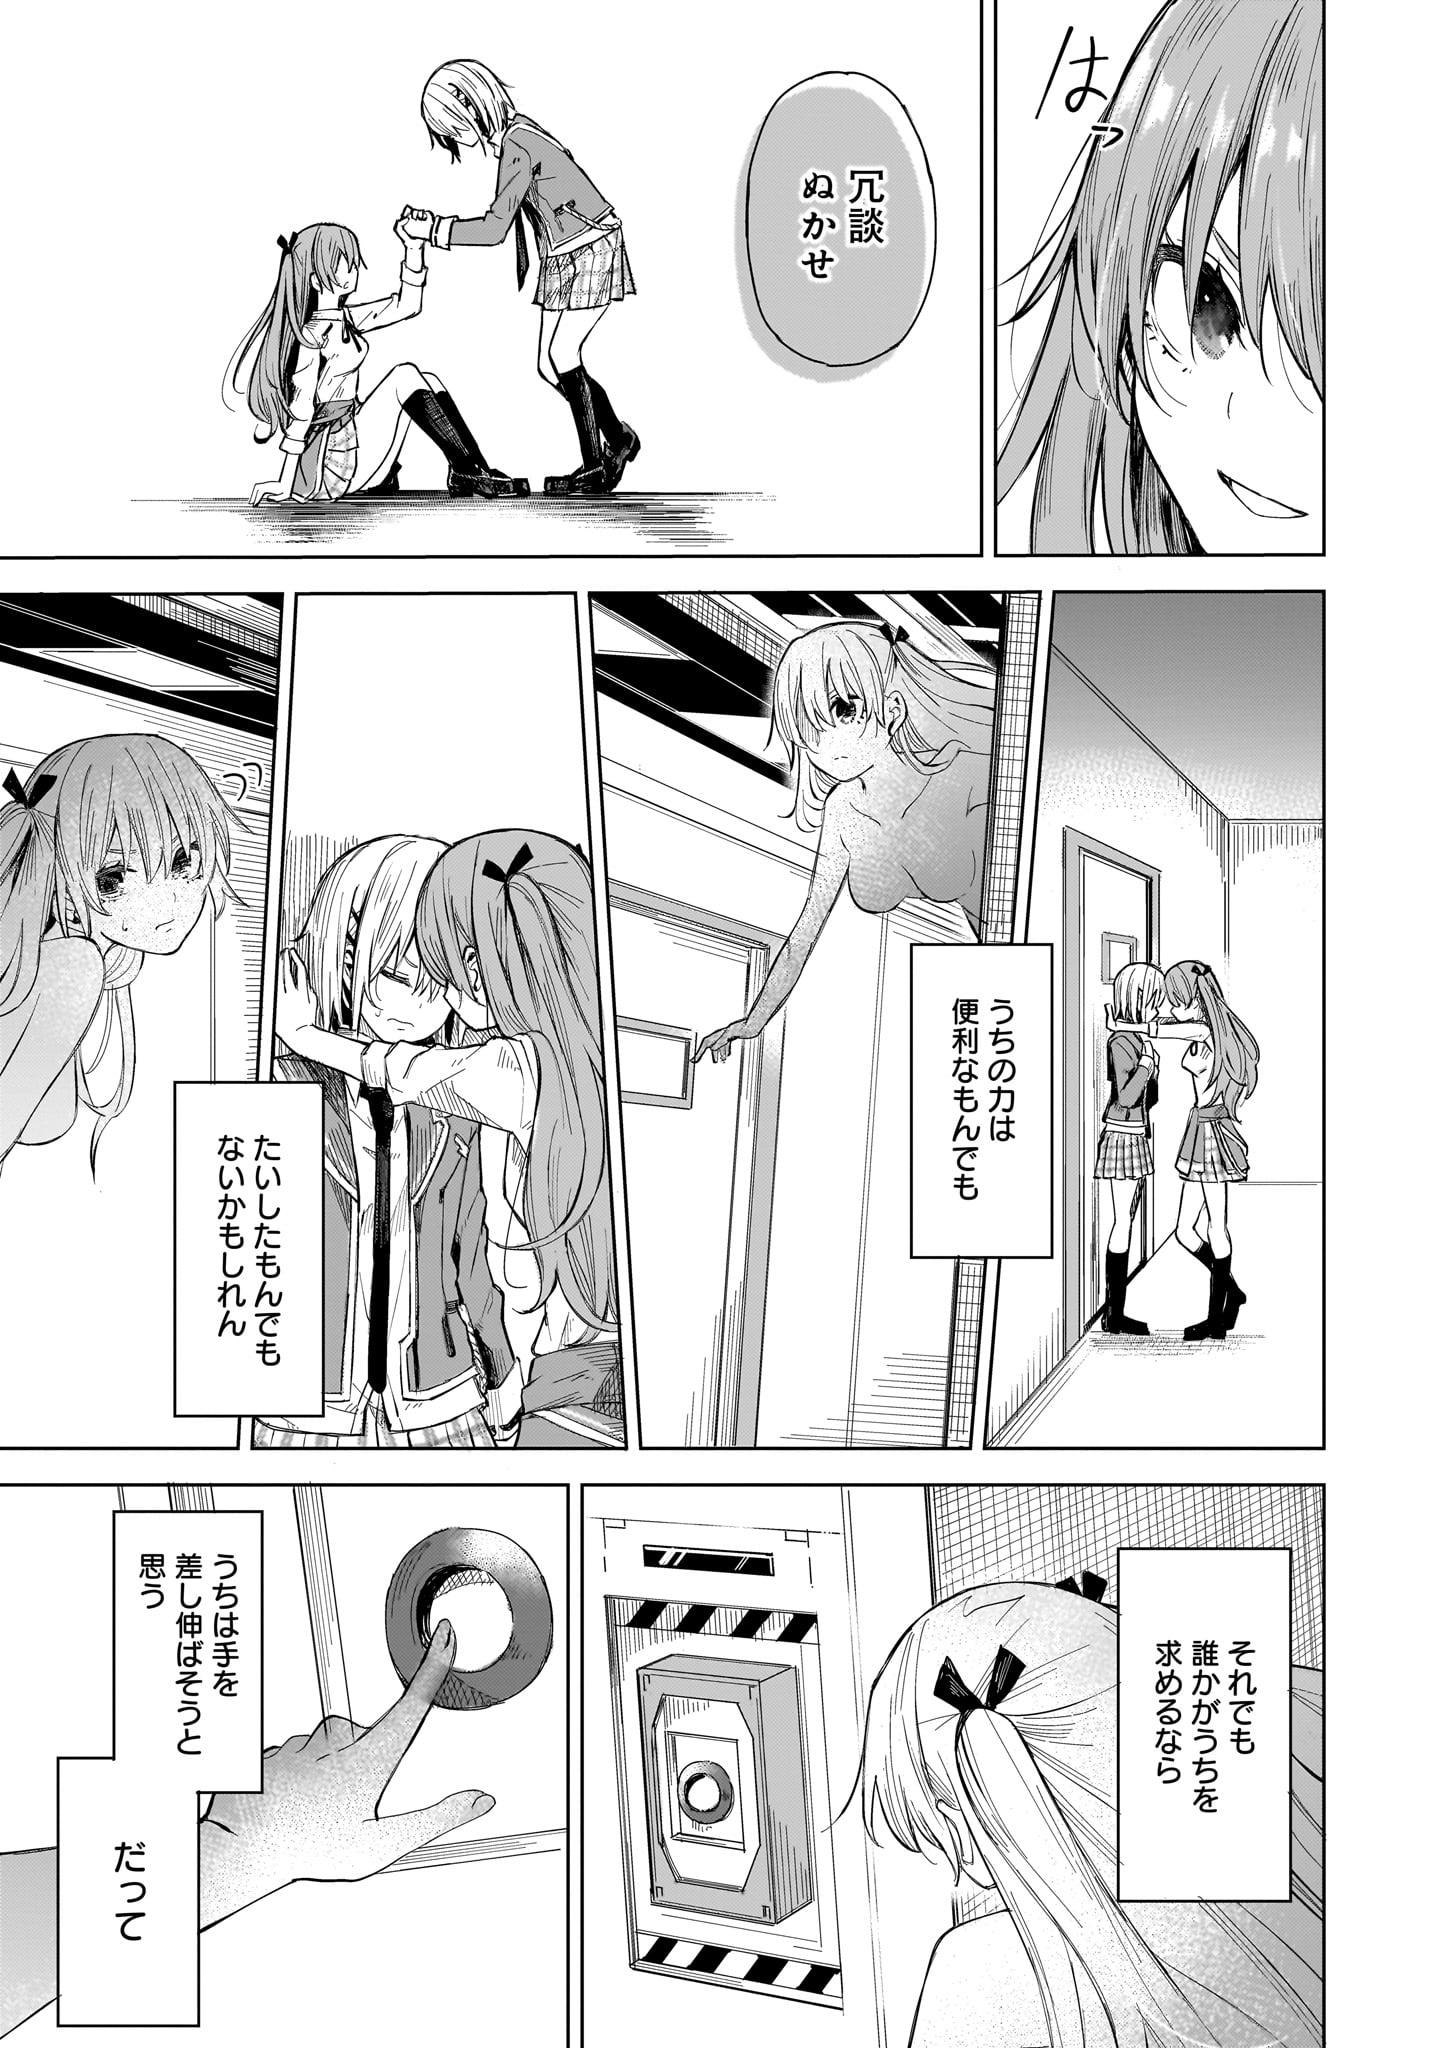 はっ
冗談
ぬかせ
うちの力は
便利なもんでも
たいしたもんでも
ないかもしれん
それでも
誰かがうちを
求めるなら
うちは手を
差し伸ばそうと
思う
だって